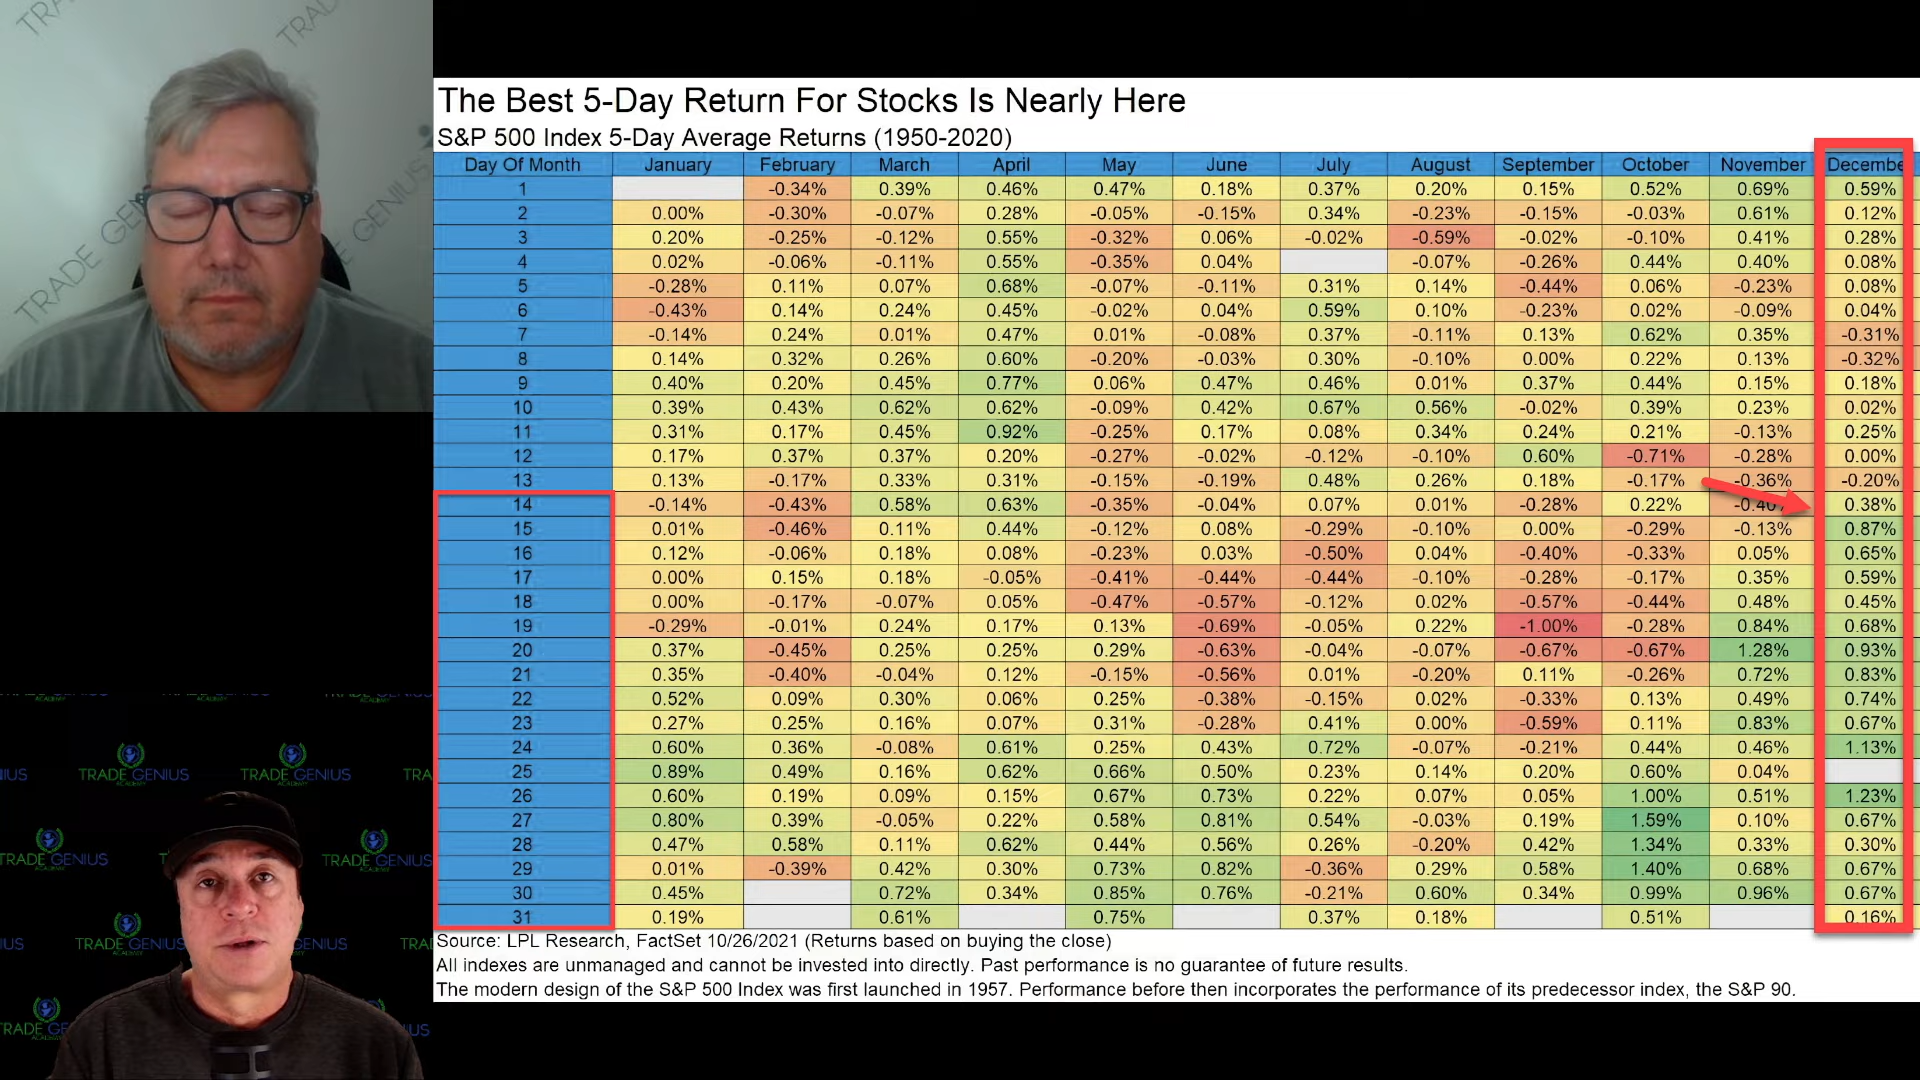 TRADE GENIUS
TRADE GENIUS
The Best 5-Day Return For Stocks Is Nearly Here
S&P 500 Index 5-Day Average Returns (1950-2020)
Day Of Month January February March April May June July August September October November Decembe
1 -0.34% 0.39% 0.46% 0.47% 0.18% 0.37% 0.20% 0.15% 0.52% 0.69% 0.59%
2 0.00% -0.30% -0.07% 0.28% -0.05% -0.15% 0.34% -0.23% -0.15% -0.03% 0.61% 0.12%
3 0.20% -0.25% -0.12% 0.55% -0.32% 0.06% -0.02% -0.59% -0.02% -0.10% 0.41% 0.28%
4 0.02% -0.06% -0.11% 0.55% -0.35% 0.04% -0.07% -0.26% 0.44% 0.40% 0.08%
5 -0.28% 0.11% 0.07% 0.68% -0.07% -0.11% 0.31% 0.14% -0.44% 0.06% -0.23% 0.08%
6 -0.43% 0.14% 0.24% 0.45% -0.02% 0.04% 0.59% 0.10% -0.23% 0.02% -0.09% 0.04%
7 -0.14% 0.24% 0.01% 0.47% 0.01% -0.08% 0.37% -0.11% 0.13% 0.62% 0.35% -0.31%
8 0.14% 0.32% 0.26% 0.60% -0.20% -0.03% 0.30% -0.10% 0.00% 0.22% 0.13% -0.32%
9 0.40% 0.20% 0.45% 0.77% 0.06% 0.47% 0.46% 0.01% 0.37% 0.44% 0.15% 0.18%
10 0.39% 0.43% 0.62% 0.62% -0.09% 0.42% 0.67% 0.56% -0.02% 0.39% 0.23% 0.02%
11 0.31% 0.17% 0.45% 0.92% -0.25% 0.17% 0.08% 0.34% 0.24% 0.21% -0.13% 0.25%
12 0.17% 0.37% 0.37% 0.20% -0.27% -0.02% -0.12% -0.10% 0.60% -0.71% -0.28% 0.00%
13 0.13% -0.17% 0.33% 0.31% -0.15% -0.19% 0.48% 0.26% 0.18% -0.17% -0.36% -0.20%
14 -0.14% -0.43% 0.58% 0.63% -0.35% -0.04% 0.07% 0.01% -0.28% 0.22% 0.38%
15 0.01% -0.46% 0.11% 0.44% -0.12% 0.08% -0.29% -0.10% 0.00% -0.29% -0.13% 0.87%
16 0.12% -0.06% 0.18% 0.08% -0.23% 0.03% -0.50% 0.04% -0.40% -0.33% 0.05% 0.65%
17 0.00% 0.15% 0.18% -0.05% -0.41% -0.44% -0.44% -0.10% -0.28% -0.17% 0.35% 0.59%
18 0.00% -0.17% -0.07% 0.05% -0.47% -0.57% -0.12% 0.02% -0.57% -0.44% 0.48% 0.45%
19 -0.29% -0.01% 0.24% 0.17% 0.13% -0.69% -0.05% 0.22% -1.00% -0.28% 0.84% 0.68%
20 0.37% -0.45% 0.25% 0.25% 0.29% -0.63% -0.04% -0.07% -0.67% -0.67% 1.28% 0.93%
21 0.35% -0.40% -0.04% 0.12% -0.15% -0.56% 0.01% -0.20% 0.11% -0.26% 0.72% 0.83%
22 0.52% 0.09% 0.30% 0.06% 0.25% -0.38% -0.15% 0.02% -0.33% 0.13% 0.49% 0.74%
23 0.27% 0.25% 0.16% 0.07% 0.31% -0.28% 0.41% 0.00% -0.59% 0.11% 0.83% 0.67%
24 0.60% 0.36% -0.08% 0.61% 0.25% 0.43% 0.72% -0.07% -0.21% 0.44% 0.46% 1.13%
25 0.89% 0.49% 0.16% 0.62% 0.66% 0.50% 0.23% 0.14% 0.20% 0.60% 0.04%
26 0.60% 0.19% 0.09% 0.15% 0.67% 0.73% 0.22% 0.07% 0.05% 1.00% 0.51% 1.23%
27 0.80% 0.39% -0.05% 0.22% 0.58% 0.81% 0.54% -0.03% 0.19% 1.59% 0.10% 0.67%
28 0.47% 0.58% 0.11% 0.62% 0.44% 0.56% 0.26% -0.20% 0.42% 1.34% 0.33% 0.30%
29 0.01% -0.39% 0.42% 0.30% 0.73% 0.82% -0.36% 0.29% 0.58% 1.40% 0.68% 0.67%
30 0.45% 0.72% 0.34% 0.85% 0.76% -0.21% 0.60% 0.34% 0.99% 0.96% 0.67%
31 0.19% 0.61% 0.75% 0.37% 0.18% 0.51% 0.16%
Source: LPL Research, FactSet 10/26/2021 (Returns based on buying the close)
All indexes are unmanaged and cannot be invested into directly. Past performance is no guarantee of future results.
The modern design of the S&P 500 Index was first launched in 1957. Performance before then incorporates the performance of its predecessor index, the S&P 90.
IUS TRADE GENIUS TRADE GENIUS TRA
TRADE GENIUS TRADE GENIUS
IUS TRADE GENIUS TRA
TRADE GE IUS